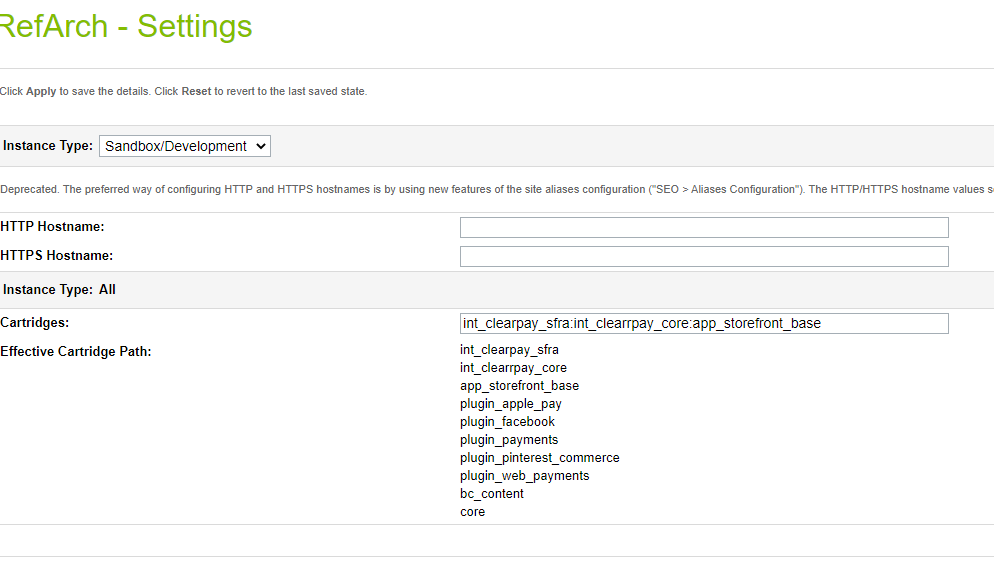 RefArch - Settings
Click Apply to save the details. Click Reset to revert to the last saved state.
Instance Type: Sandbox/Development
Deprecated. The preferred way of configuring HTTP and HTTPS hostnames is by using new features of the site aliases configuration ("SEO > Aliases Configuration"). The HTTP/HTTPS hostname values s
HTTP Hostname:
HTTPS Hostname:
Instance Type: All
Cartridges: int_clearpay_sfra:int_clearrpay_core:app_storefront_base
Effective Cartridge Path: int_clearpay_sfra
int_clearrpay_core
app_storefront_base
plugin_apple_pay
plugin_facebook
plugin_payments
plugin_pinterest_commerce
plugin_web_payments
bc_content
core